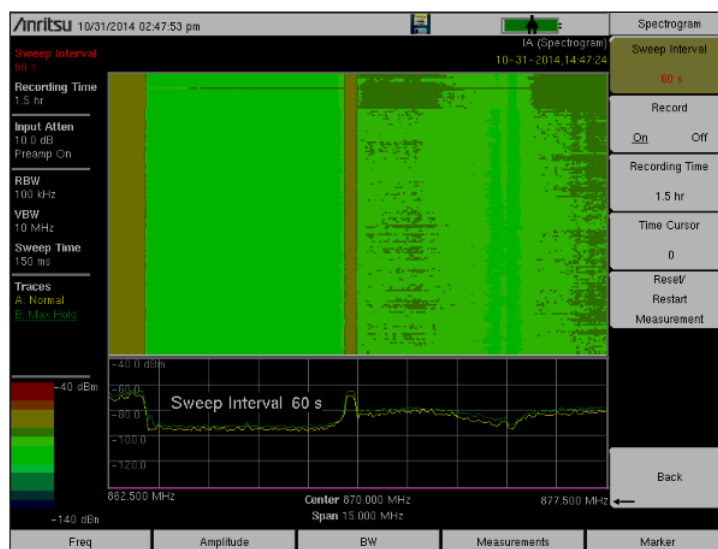 Anritsu 10/31/2014 02:47:53 pm
Spectrogram
IA (Spectrogram)
10-31-2014,14:47:24
Sweep Interval
60 s
Recording Time
1.5 hr
Input Atten
10.0 dB
Preamp On
RBW
100 kHz
VBW
10 MHz
Sweep Time
150 ms
Traces
A: Normal
B: Max Hold
-40 dBm
-140 dBm
-40.0 dBm
-60.0
-80.0
-100.0
-120.0
Sweep Interval 60 s
862.500 MHz
Center 870.000 MHz
877.500 MHz
Span 15.000 MHz
Sweep Interval
60 s
Record
On Off
Recording Time
1.5 hr
Time Cursor
0
Reset/
Restart
Measurement
Back
Freq
Amplitude
BW
Measurements
Marker